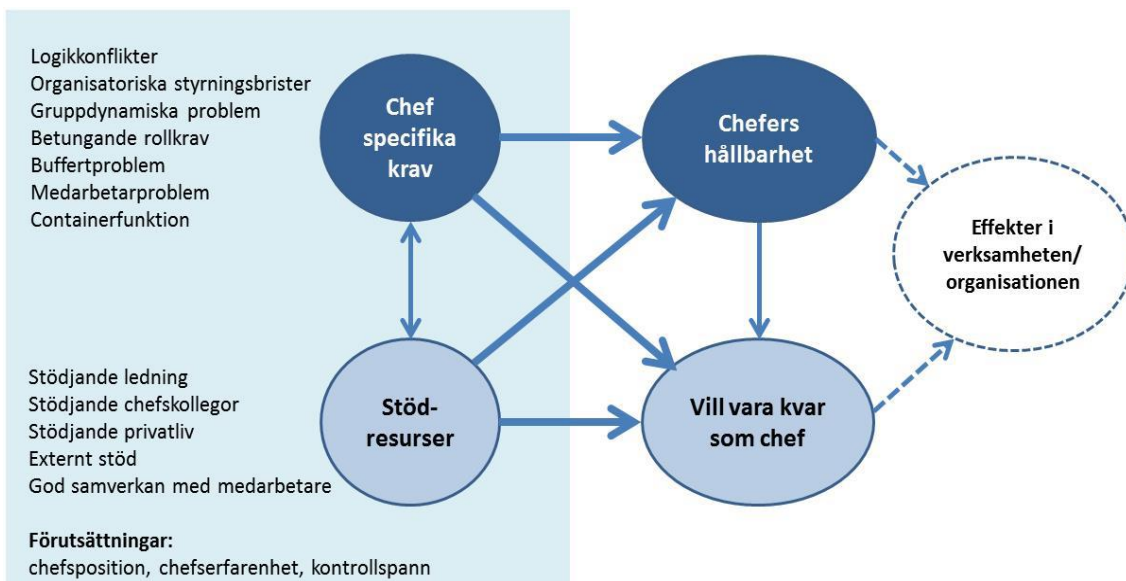 Logikkonflikter
Organisatoriska styrningsbrister
Gruppdynamiska problem
Betungande rollkrav
Buffertproblem
Medarbetarproblem
Containerfunktion
Chef
specifika
krav
Chefers
hållbarhet
Effekter i
verksamheten/
organisationen
Stödjande ledning
Stödjande chefskollegor
Stödjande privatliv
Externt stöd
God samverkan med medarbetare
Stöd-
resurser
Vill vara kvar
som chef
Förutsättningar:
chefsposition, chefserfarenhet, kontrollspann